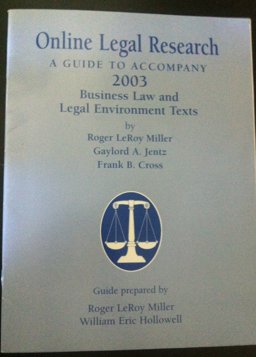 Online Legal Research
A GUIDE TO ACCOMPANY
2003
Business Law and
Legal Environment Texts
by
Roger LeRoy Miller
Gaylord A. Jentz
Frank B. Cross
Guide prepared by
Roger LeRoy Miller
William Eric Hollowell